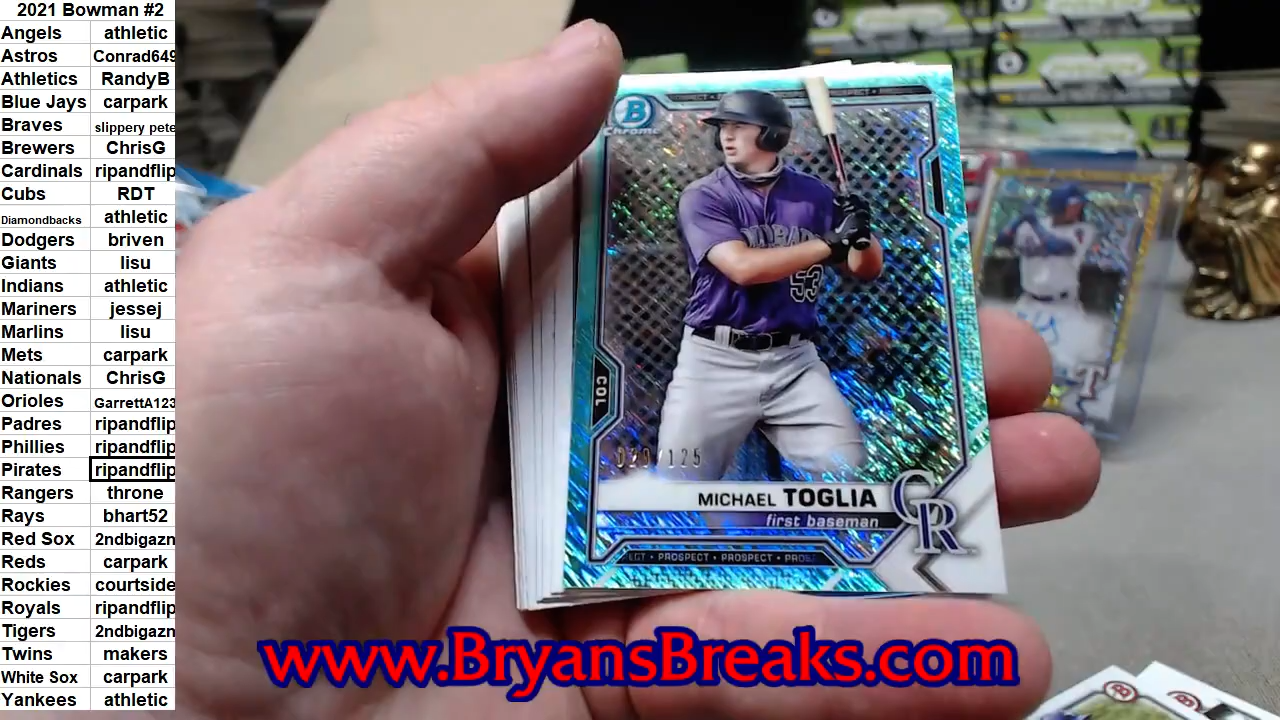 2021 Bowman #2
Angels athletic
Astros Conrad649
Athletics RandyB
Blue Jays carpark
Braves slippery pete
Brewers ChrisG
Cardinals ripandflip
Cubs RDT
Diamondbacks athletic
Dodgers briven
Giants lisu
Indians athletic
Mariners jessej
Marlins lisu
Mets carpark
Nationals ChrisG
Orioles GarrettA123
Padres ripandflip
Phillies ripandflip
Pirates ripandflip
Rangers throne
Rays bhart52
Red Sox 2ndbigazn
Reds carpark
Rockies courtside
Royals ripandflip
Tigers 2ndbigazn
Twins makers
White Sox carpark
Yankees athletic
B
Chrome
PROSPECT
53
COL
/125
MICHAEL TOGLIA
CR
first baseman
PROSPECT • PROSPECT
T
www.BryansBreaks.com